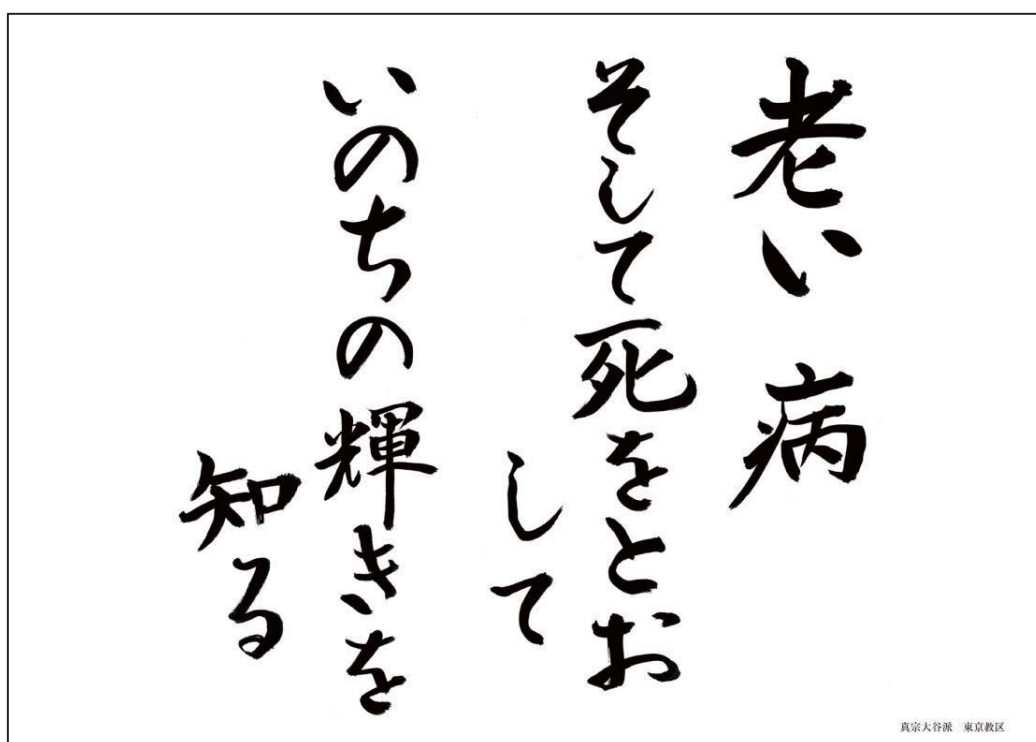 老い 病
そして死をとお
して
いのちの輝きを
知る
真宗大谷派 東京教区